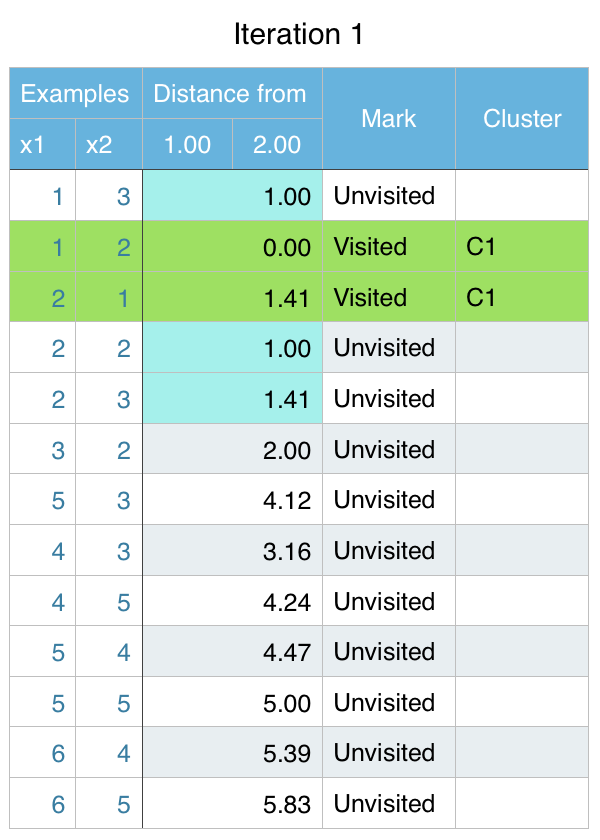 Iteration 1
Examples Distance from Mark Cluster
x1 x2 1.00 2.00
1 3 1.00 Unvisited
1 2 0.00 Visited C1
2 1 1.41 Visited C1
2 2 1.00 Unvisited
2 3 1.41 Unvisited
3 2 2.00 Unvisited
5 3 4.12 Unvisited
4 3 3.16 Unvisited
4 5 4.24 Unvisited
5 4 4.47 Unvisited
5 5 5.00 Unvisited
6 4 5.39 Unvisited
6 5 5.83 Unvisited